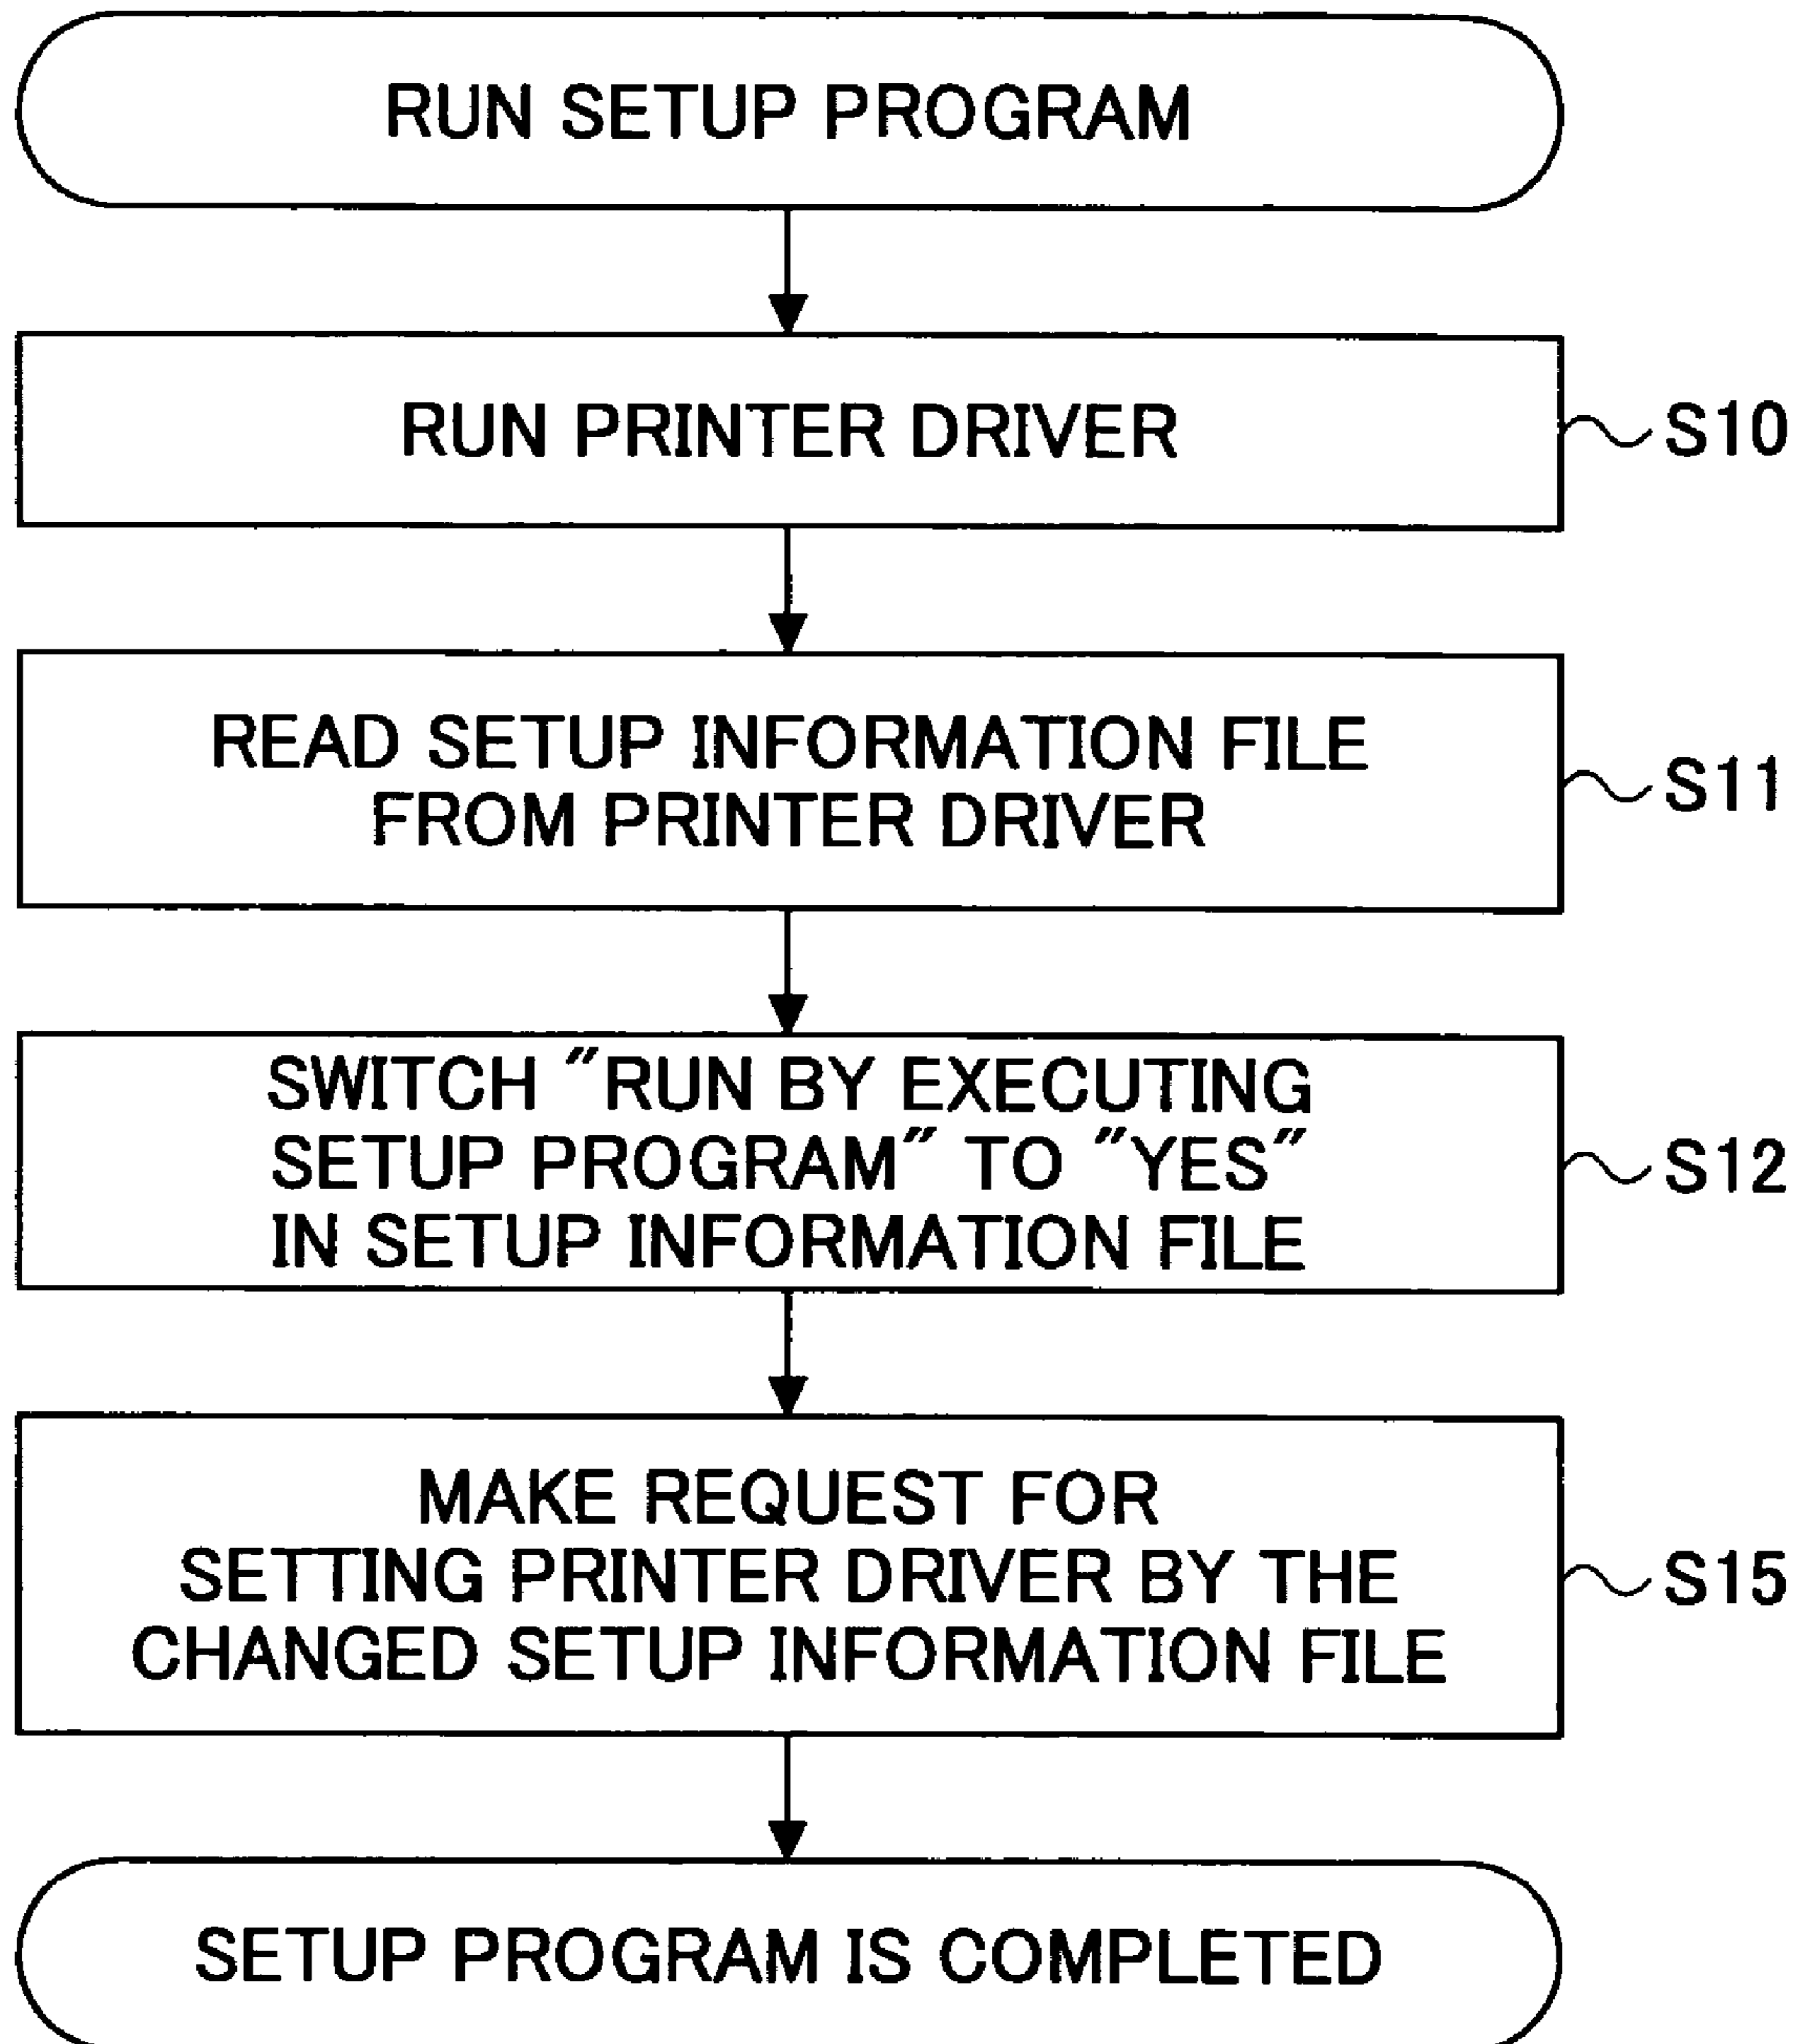 RUN SETUP PROGRAM
RUN PRINTER DRIVER
S10
READ SETUP INFORMATION FILE
FROM PRINTER DRIVER
S11
SWITCH "RUN BY EXECUTING
SETUP PROGRAM" TO "YES"
IN SETUP INFORMATION FILE
S12
MAKE REQUEST FOR
SETTING PRINTER DRIVER BY THE
CHANGED SETUP INFORMATION FILE
S15
SETUP PROGRAM IS COMPLETED